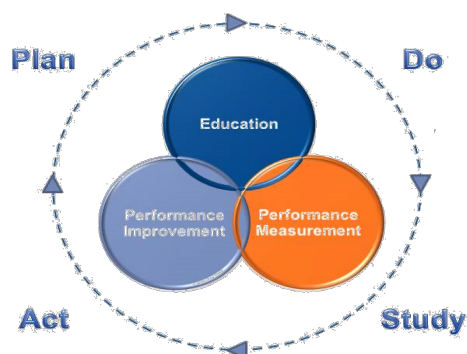 Plan
Do
Education
Performance
Improvement
Performance
Measurement
Act
Study